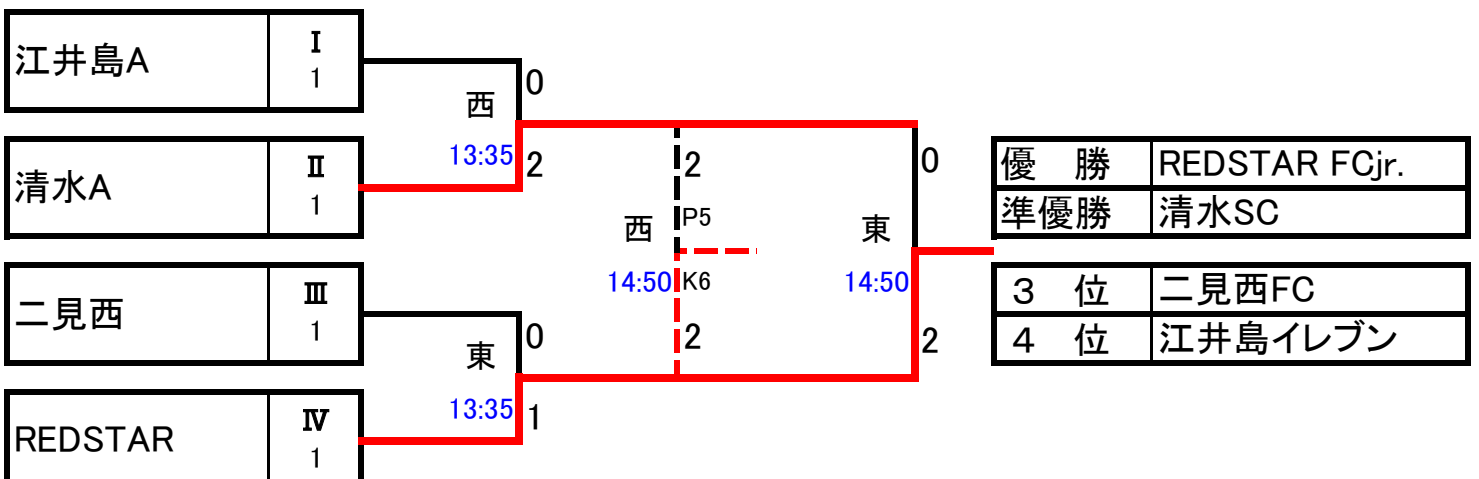 江井島A
Ⅰ
1
0
西
13:35
2
清水A
Ⅱ
1
2
P5
西
14:50
K6
2
0
東
14:50
2
二見西
Ⅲ
1
0
東
13:35
1
REDSTAR
Ⅳ
1
優　勝 REDSTAR FCjr.
準優勝 清水SC
3　位 二見西FC
4　位 江井島イレブン